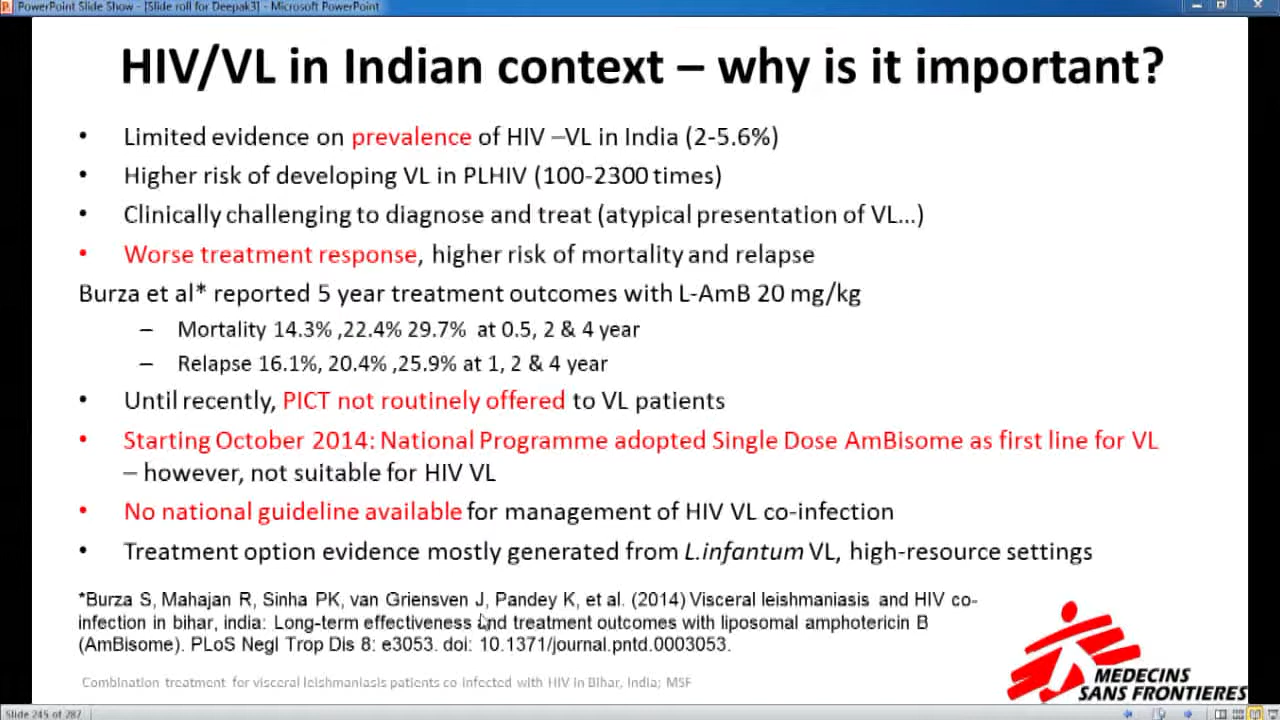 PowerPoint Slide Show - [Slide roll for Deepak3] - Microsoft PowerPoint
HIV/VL in Indian context – why is it important?
• Limited evidence on prevalence of HIV –VL in India (2-5.6%)
• Higher risk of developing VL in PLHIV (100-2300 times)
• Clinically challenging to diagnose and treat (atypical presentation of VL...)
• Worse treatment response, higher risk of mortality and relapse
Burza et al* reported 5 year treatment outcomes with L-AmB 20 mg/kg
– Mortality 14.3% ,22.4% 29.7% at 0.5, 2 & 4 year
– Relapse 16.1%, 20.4% ,25.9% at 1, 2 & 4 year
• Until recently, PICT not routinely offered to VL patients
• Starting October 2014: National Programme adopted Single Dose AmBisome as first line for VL
– however, not suitable for HIV VL
• No national guideline available for management of HIV VL co-infection
• Treatment option evidence mostly generated from L.infantum VL, high-resource settings
*Burza S, Mahajan R, Sinha PK, van Griensven J, Pandey K, et al. (2014) Visceral leishmaniasis and HIV co-
infection in bihar, india: Long-term effectiveness and treatment outcomes with liposomal amphotericin B
(AmBisome). PLoS Negl Trop Dis 8: e3053. doi: 10.1371/journal.pntd.0003053.
Combination treatment for visceral leishmaniasis patients co infected with HIV in Bihar, India; MSF
MEDECINS
SANS FRONTIERES
Slide 245 of 287